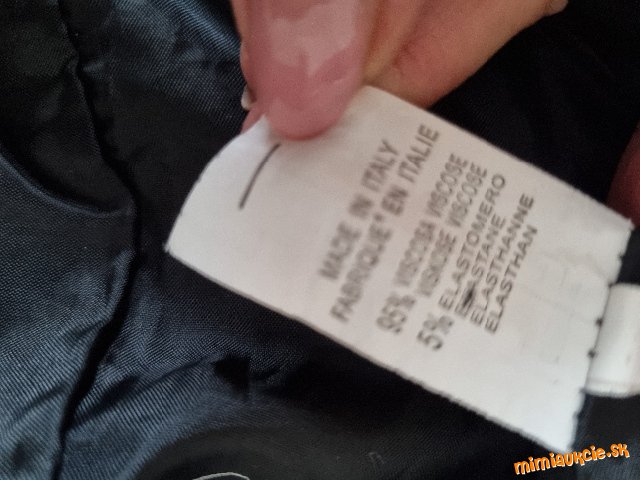 MADE IN ITALY
FABRIQUE' EN ITALIE
95% VISCOSA VISCOSE
VISKOSE VISCOSE
5% ELASTOMERO
ELASTANE
ELASTHANNE
ELASTHAN
mimiaukcie.sk